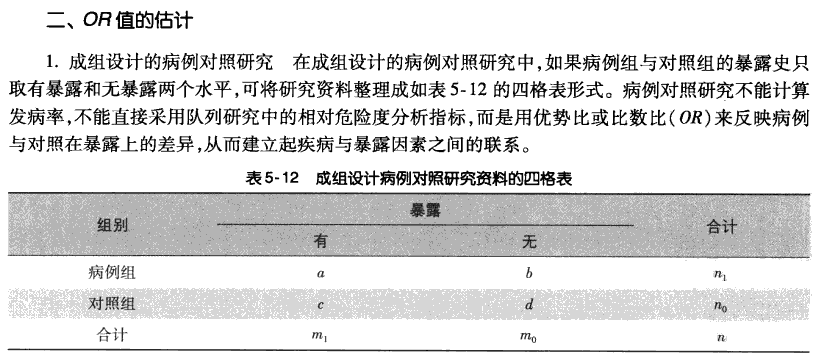 二、OR值的估计
1. 成组设计的病例对照研究 在成组设计的病例对照研究中,如果病例组与对照组的暴露史只
取有暴露和无暴露两个水平,可将研究资料整理成如表5-12的四格表形式。病例对照研究不能计算
发病率,不能直接采用队列研究中的相对危险度分析指标,而是用优势比或比数比(OR)来反映病例
与对照在暴露上的差异,从而建立起疾病与暴露因素之间的联系。
表5-12 成组设计病例对照研究资料的四格表
组别 暴露 合计
有 无
病例组 a b n₁
对照组 c d n₀
合计 m₁ m₀ n